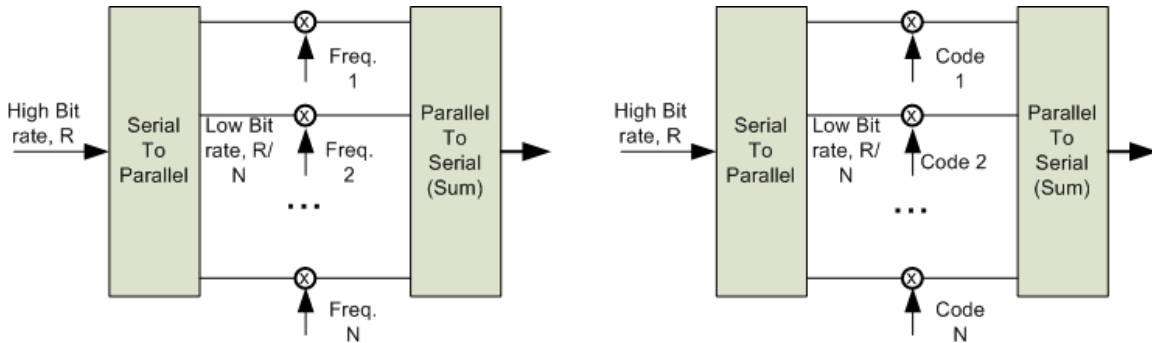 High Bit
rate, R
Serial
To
Parallel
Low Bit
rate, R/
N
X
Freq.
1
X
Freq.
2
...
X
Freq.
N
Parallel
To
Serial
(Sum)
High Bit
rate, R
Serial
To
Parallel
Low Bit
rate, R/
N
X
Code
1
X
Code 2
...
X
Code
N
Parallel
To
Serial
(Sum)